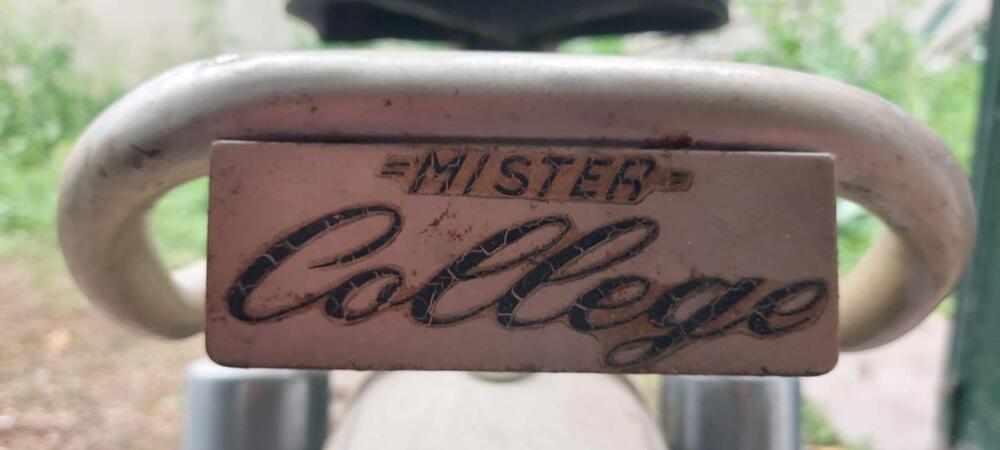 =MISTER=
College